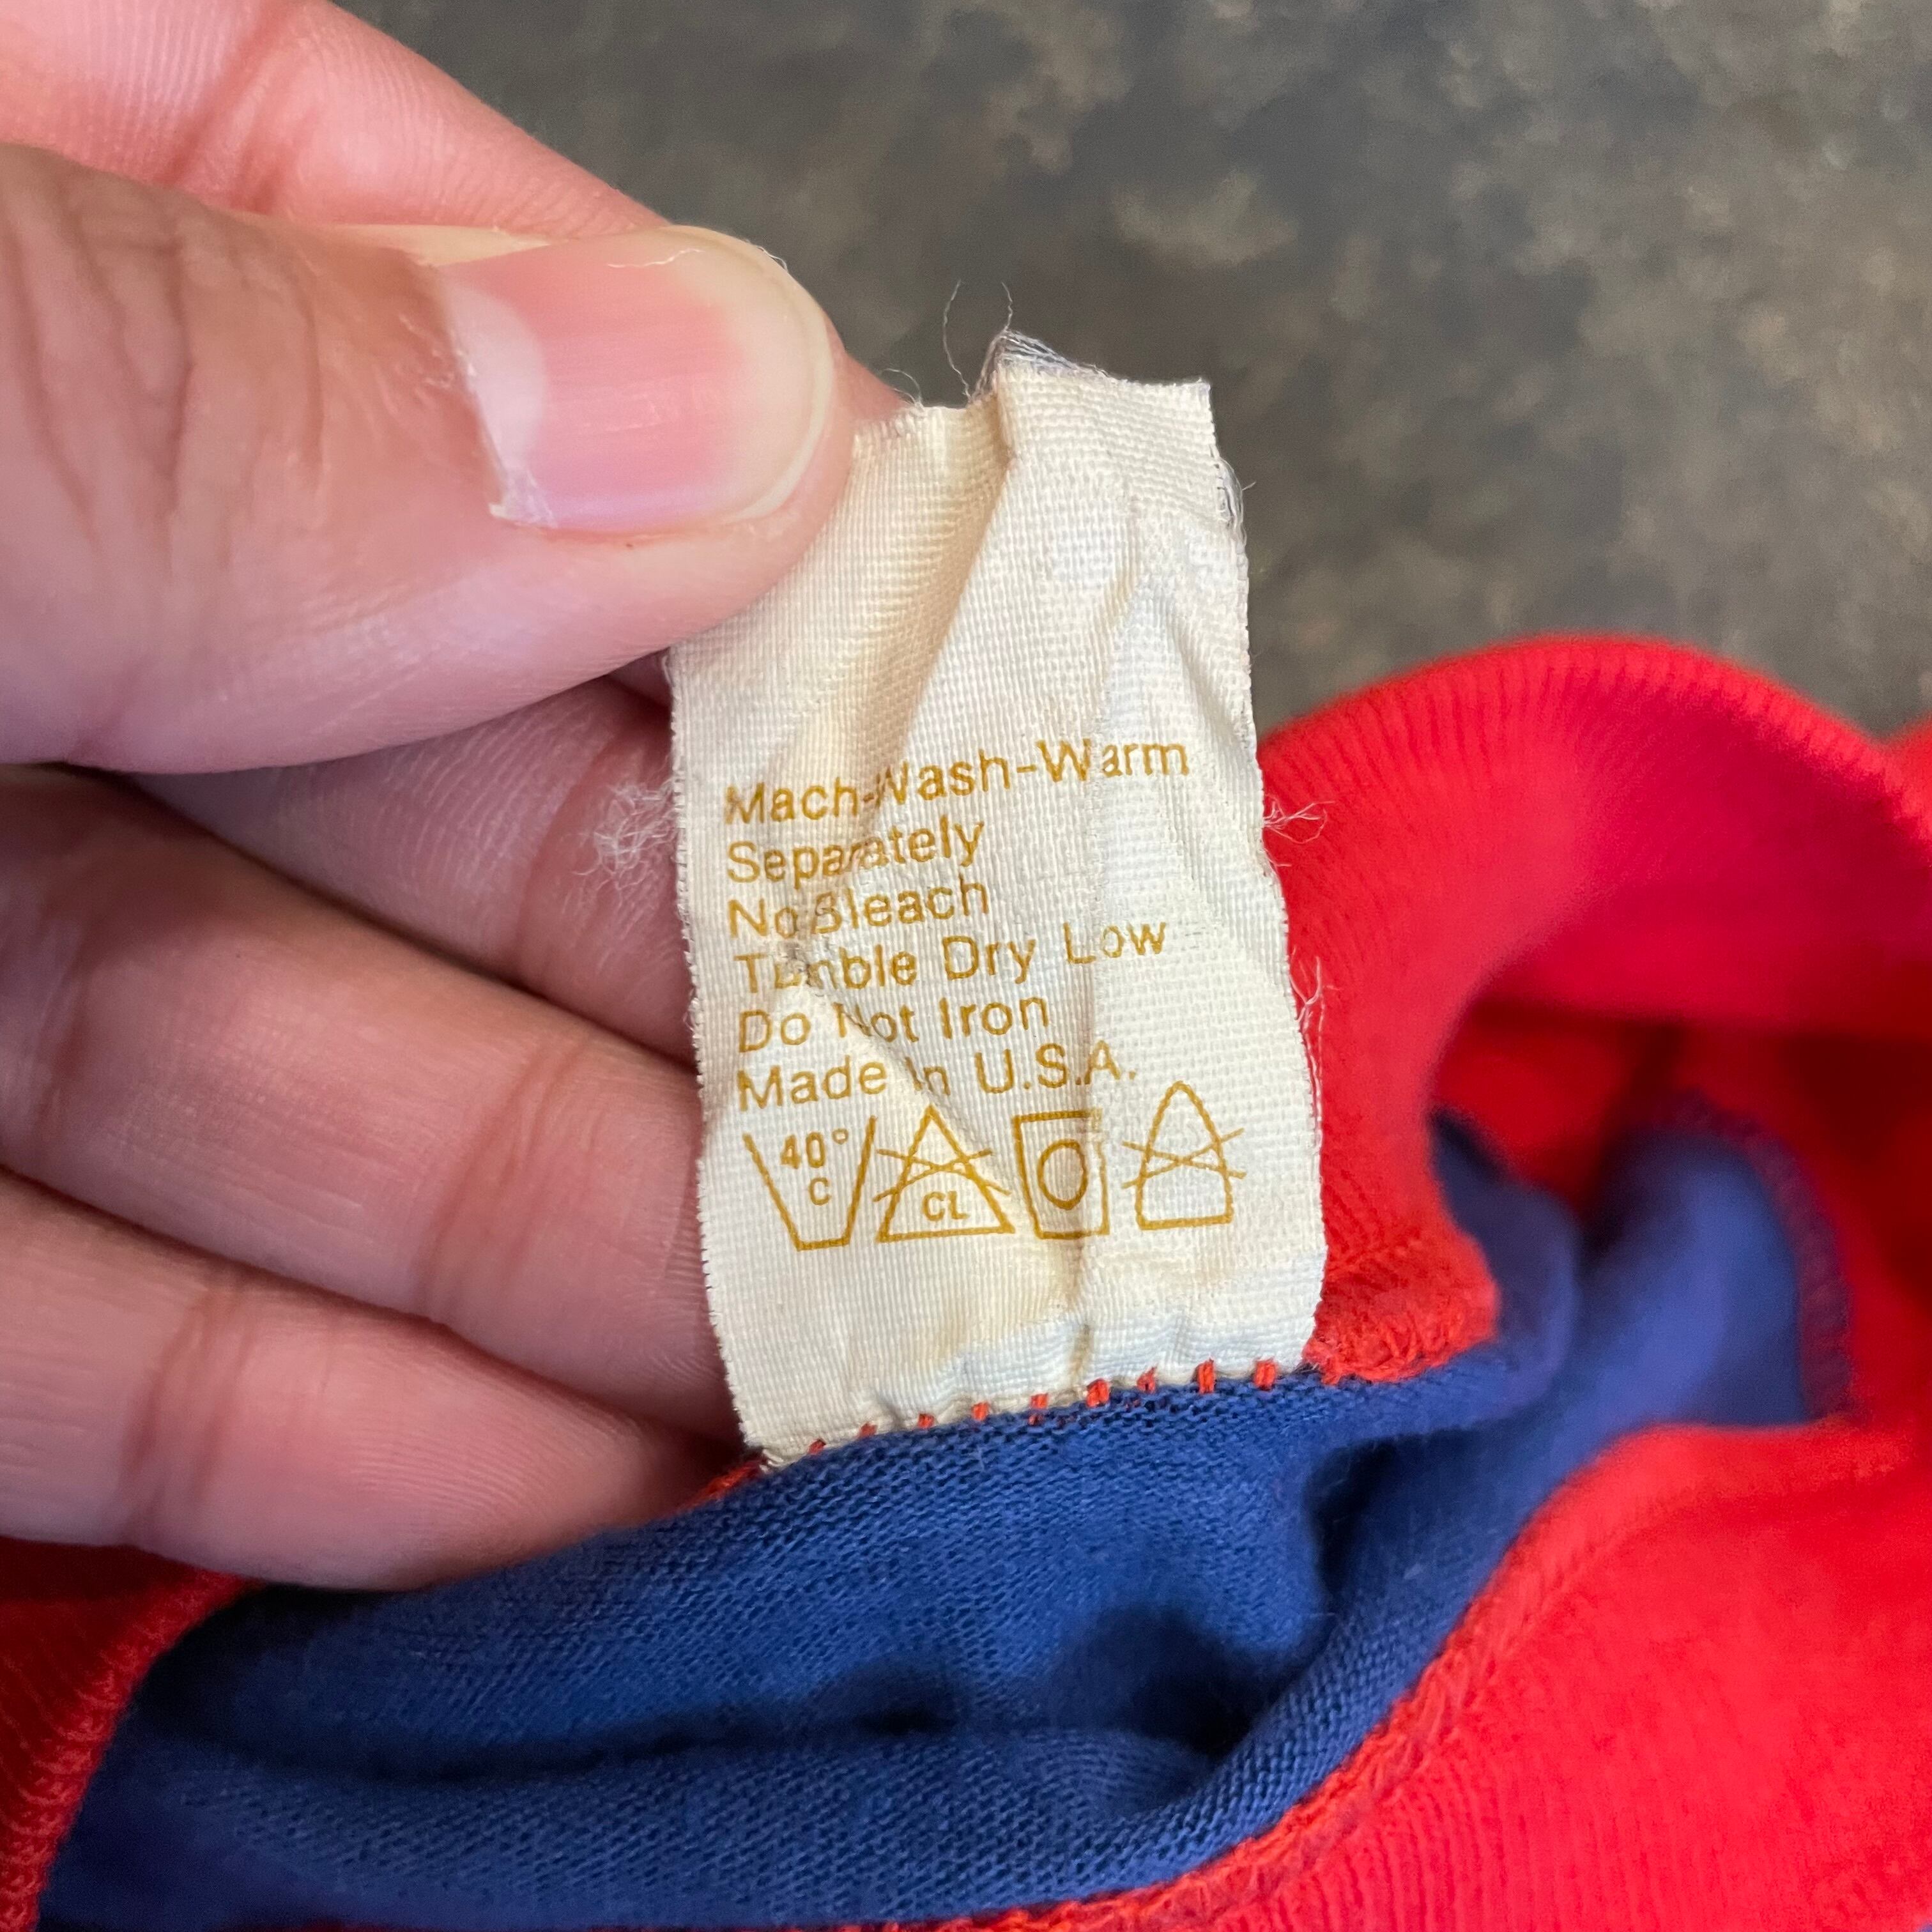 Mach-Wash-Warm
Separately
No Bleach
Tumble Dry Low
Do Not Iron
Made In U.S.A.
40°
C CL